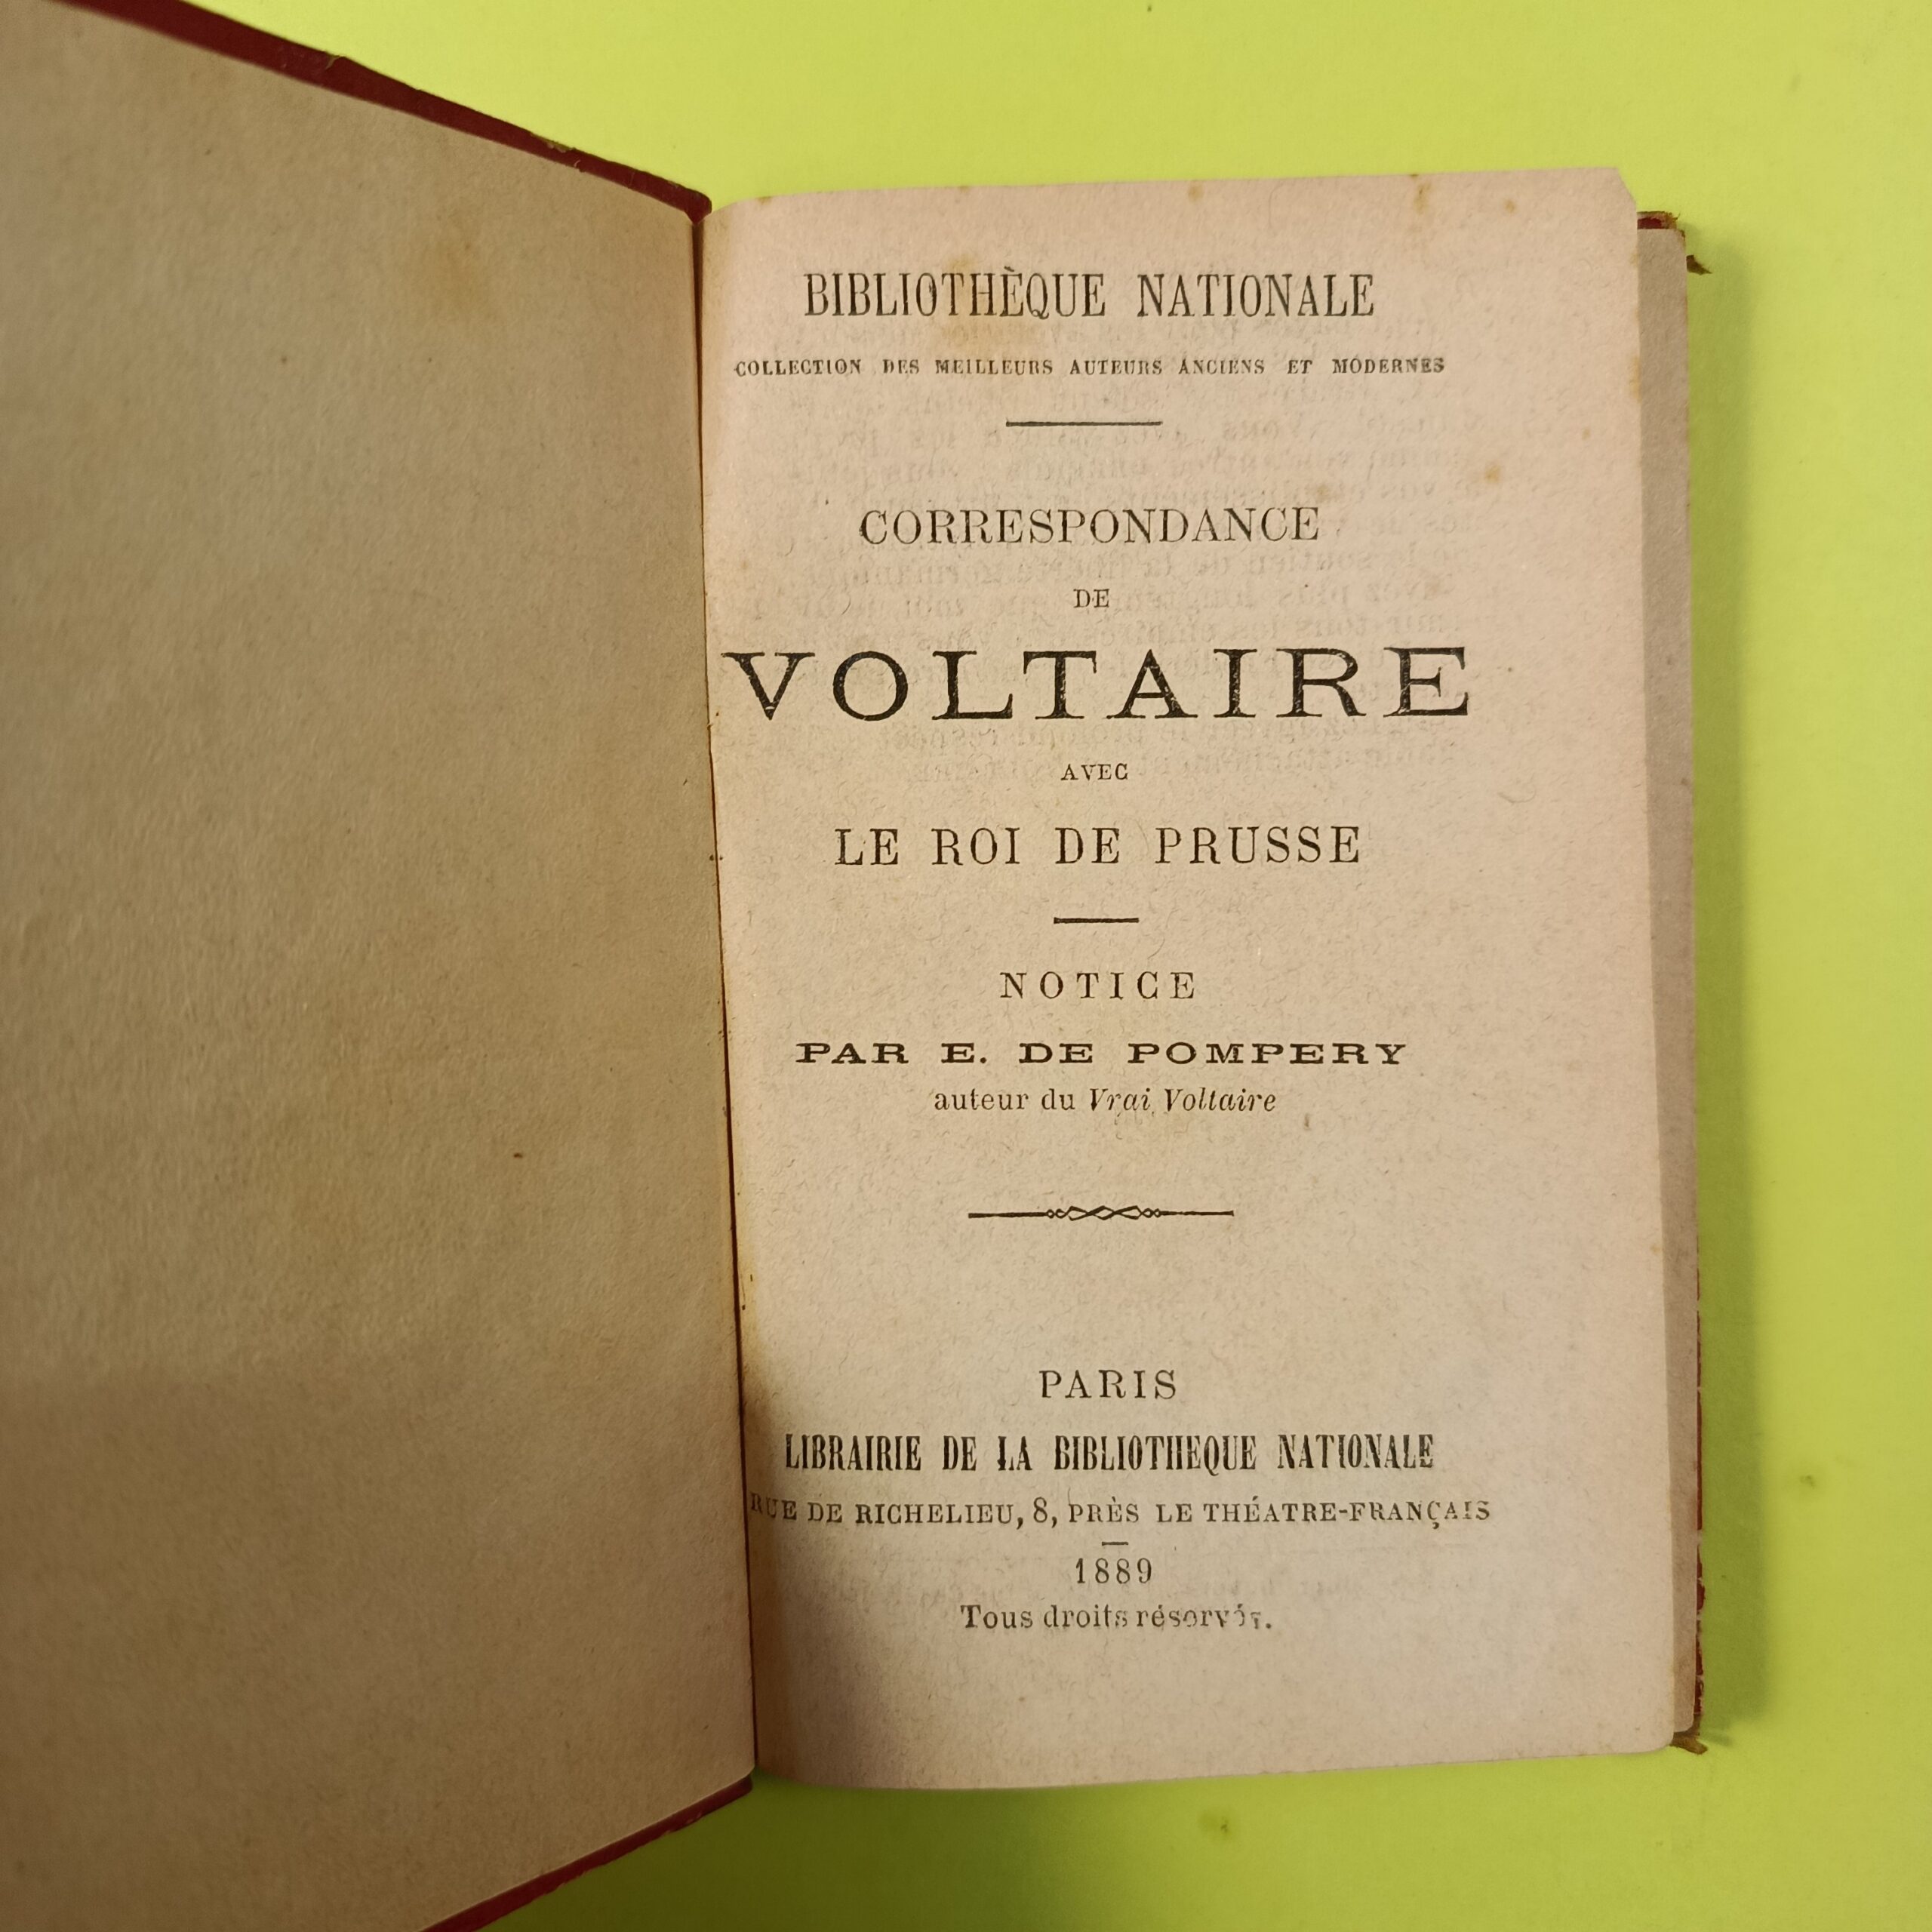 BIBLIOTHÈQUE NATIONALE
COLLECTION DES MEILLEURS AUTEURS ANCIENS ET MODERNES
CORRESPONDANCE
DE
VOLTAIRE
AVEC
LE ROI DE PRUSSE
NOTICE
PAR E. DE POMPERY
auteur du Vrai Voltaire
PARIS
LIBRAIRIE DE LA BIBLIOTHEQUE NATIONALE
RUE DE RICHELIEU, 8, PRÈS LE THÉATRE-FRANÇAIS
1889
Tous droits réservés.